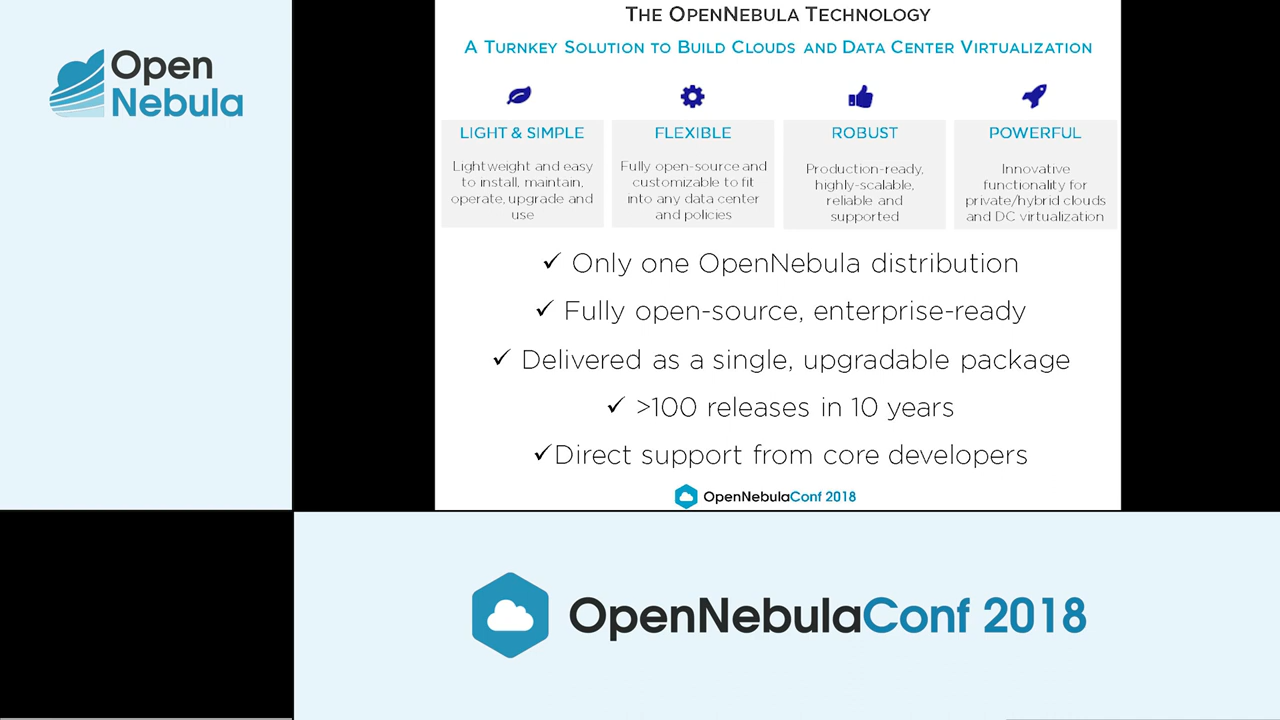 Open
Nebula
THE OPENNEBULA TECHNOLOGY
A TURNKEY SOLUTION TO BUILD CLOUDS AND DATA CENTER VIRTUALIZATION
LIGHT & SIMPLE
Lightweight and easy
to install, maintain,
operate, upgrade and
use
FLEXIBLE
Fully open-source and
customizable to fit
into any data center
and policies
ROBUST
Production-ready,
highly-scalable,
reliable and
supported
POWERFUL
Innovative
functionality for
private/hybrid clouds
and DC virtualization
✓ Only one OpenNebula distribution
✓ Fully open-source, enterprise-ready
✓ Delivered as a single, upgradable package
✓ >100 releases in 10 years
✓Direct support from core developers
OpenNebulaConf 2018
OpenNebulaConf 2018